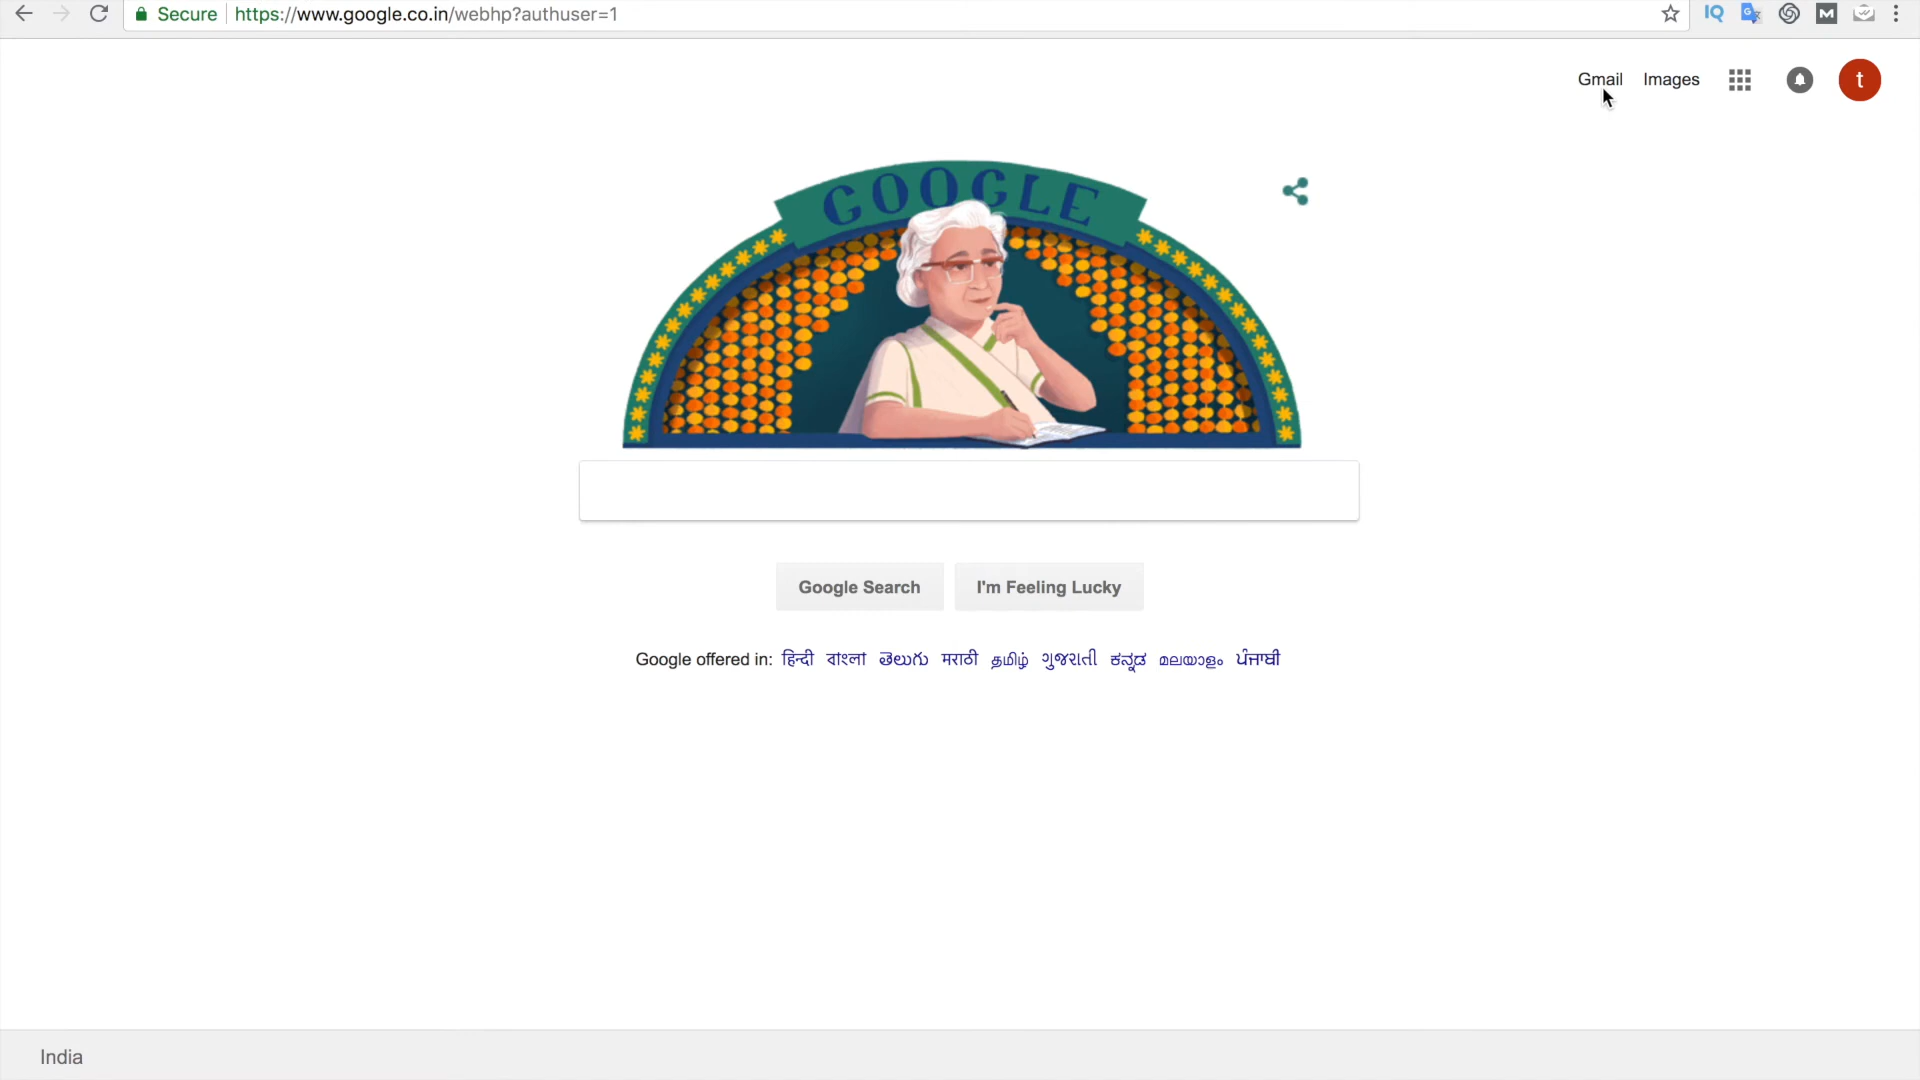 Secure https://www.google.co.in/webhp?authuser=1
IQ
M
Gmail Images
t
GOOGLE
Google Search I'm Feeling Lucky
Google offered in: हिन्दी বাংলা తెలుగు मराठी தமிழ் ગુજરાતી ಕನ್ನಡ മലയാളം ਪੰਜਾਬੀ
India